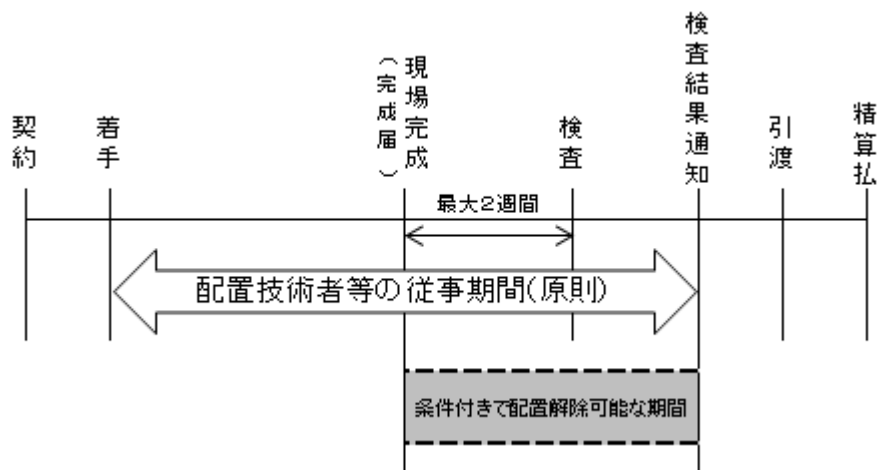 契約
着手
現場完成
（完成届）
検査
検査結果通知
引渡
精算払
最大2週間
配置技術者等の従事期間(原則)
条件付きで配置解除可能な期間